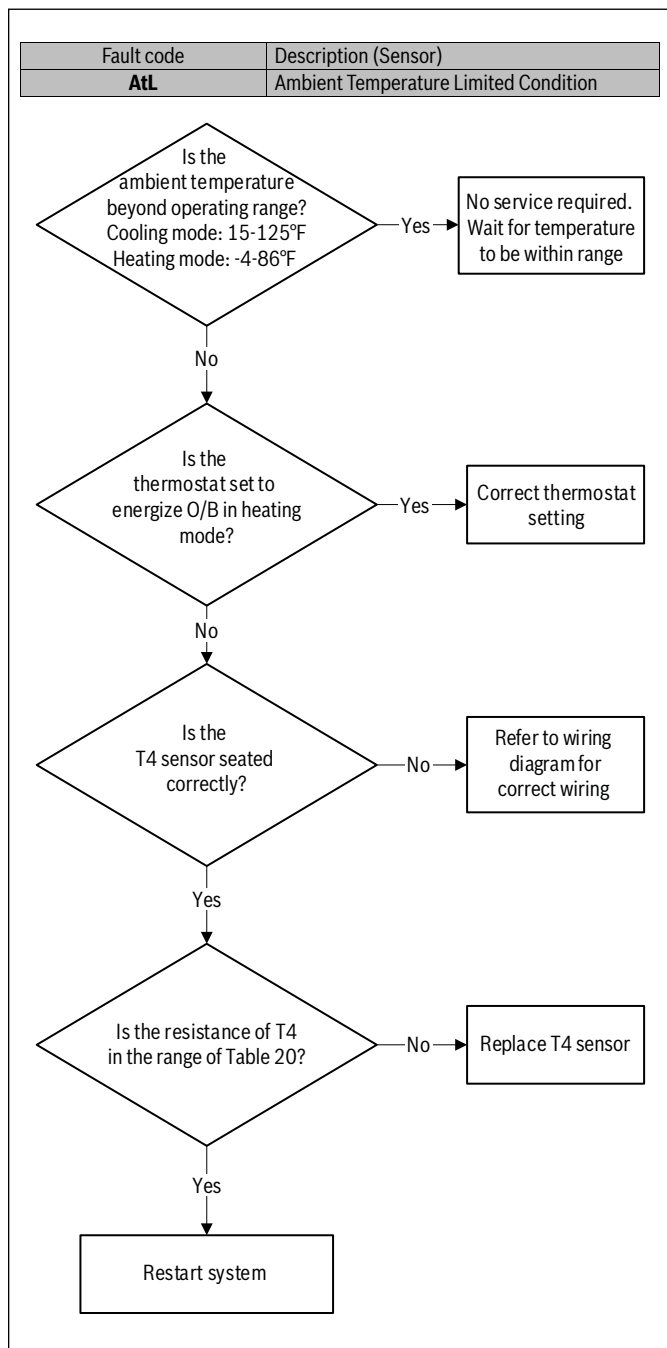 Fault code Description (Sensor)
AtL Ambient Temperature Limited Condition
Is the
ambient temperature
beyond operating range?
Cooling mode: 15-125°F
Heating mode: -4-86°F
Yes
No service required.
Wait for temperature
to be within range
No
Is the
thermostat set to
energize O/B in heating
mode?
Yes
Correct thermostat
setting
No
Is the
T4 sensor seated
correctly?
No
Refer to wiring
diagram for
correct wiring
Yes
Is the resistance of T4
in the range of Table 20?
No
Replace T4 sensor
Yes
Restart system